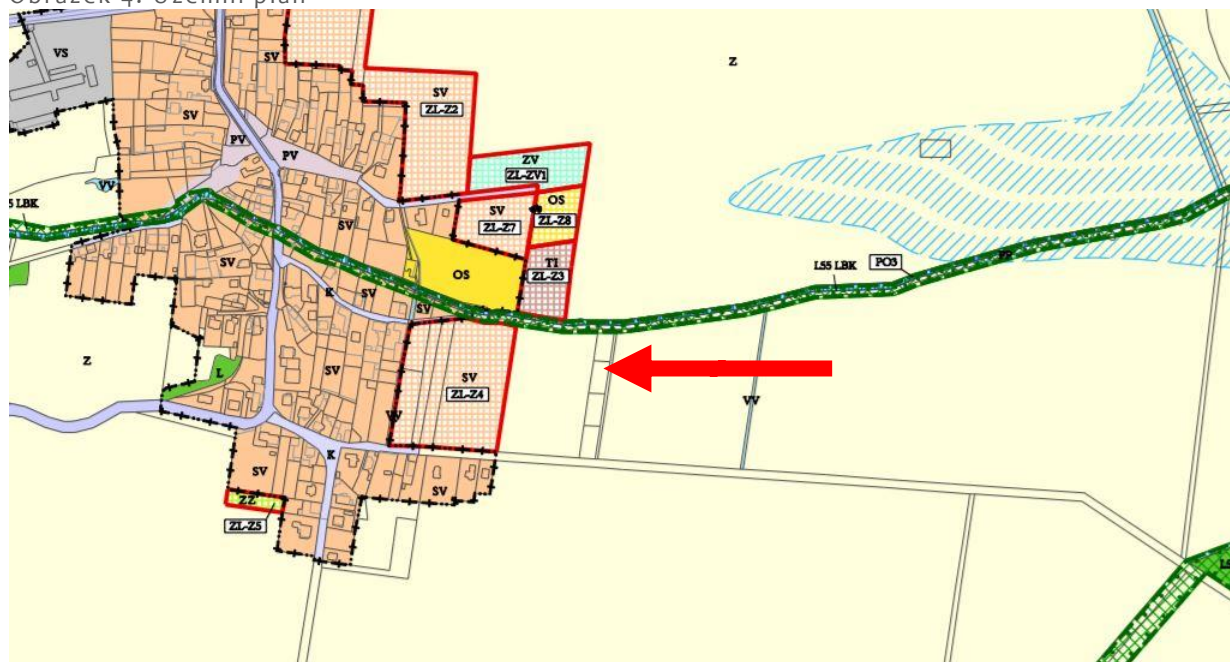 Obrázek 4. Územní plán
VS
SV
SV
ZL-Z2
Z
SV
PV
PV
ZV
ZL-ZV1
VV
OS
ZL-Z8
SV
ZL-Z7
5 LBK
SV
T1
ZL-Z3
OS
SV
L55 LBK
PO3
K
SV
SV
Z
L
SV
SV
ZL-Z4
VV
VV
K
SV
SV
ZZ
ZL-Z5